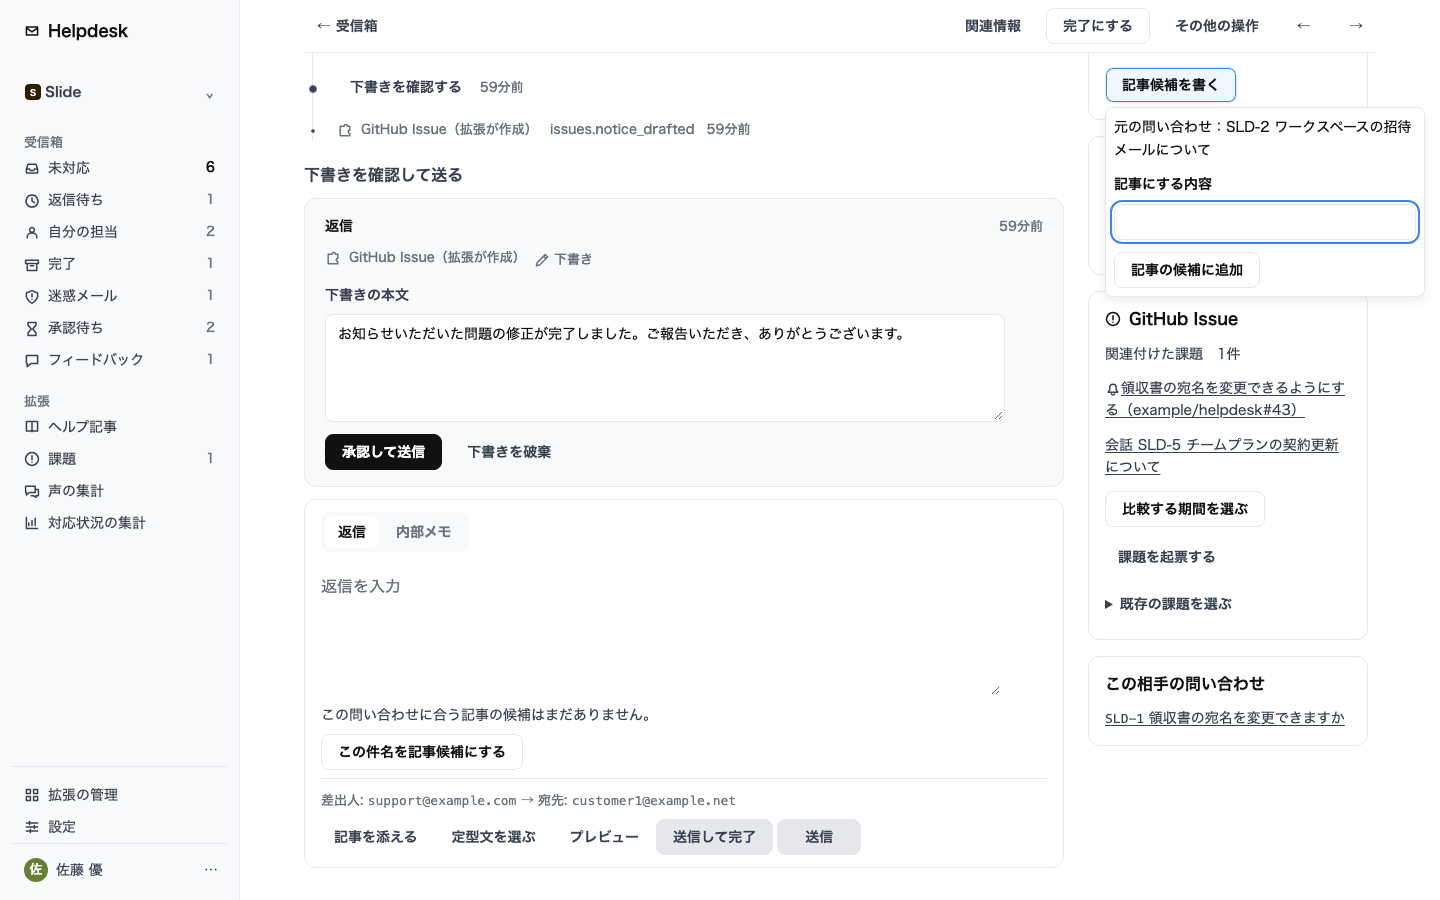 Helpdesk
S Slide
受信箱
未対応 6
返信待ち 1
自分の担当 2
完了 1
迷惑メール 1
承認待ち 2
フィードバック 1
拡張
ヘルプ記事
課題 1
声の集計
対応状況の集計
拡張の管理
設定
佐 佐藤 優 …
← 受信箱
関連情報 完了にする その他の操作 ← →
下書きを確認する 59分前
GitHub Issue（拡張が作成） issues.notice_drafted 59分前
下書きを確認して送る
返信 59分前
GitHub Issue（拡張が作成） 下書き
下書きの本文
お知らせいただいた問題の修正が完了しました。ご報告いただき、ありがとうございます。
承認して送信 下書きを破棄
返信 内部メモ
返信を入力
この問い合わせに合う記事の候補はまだありません。
この件名を記事候補にする
差出人: support@example.com → 宛先: customer1@example.net
記事を添える 定型文を選ぶ プレビュー 送信して完了 送信
記事候補を書く
元の問い合わせ：SLD-2 ワークスペースの招待
メールについて
記事にする内容
記事の候補に追加
GitHub Issue
関連付けた課題 1件
領収書の宛名を変更できるようにす
る（example/helpdesk#43）
会話 SLD-5 チームプランの契約更新
について
比較する期間を選ぶ
課題を起票する
▶ 既存の課題を選ぶ
この相手の問い合わせ
SLD-1 領収書の宛名を変更できますか